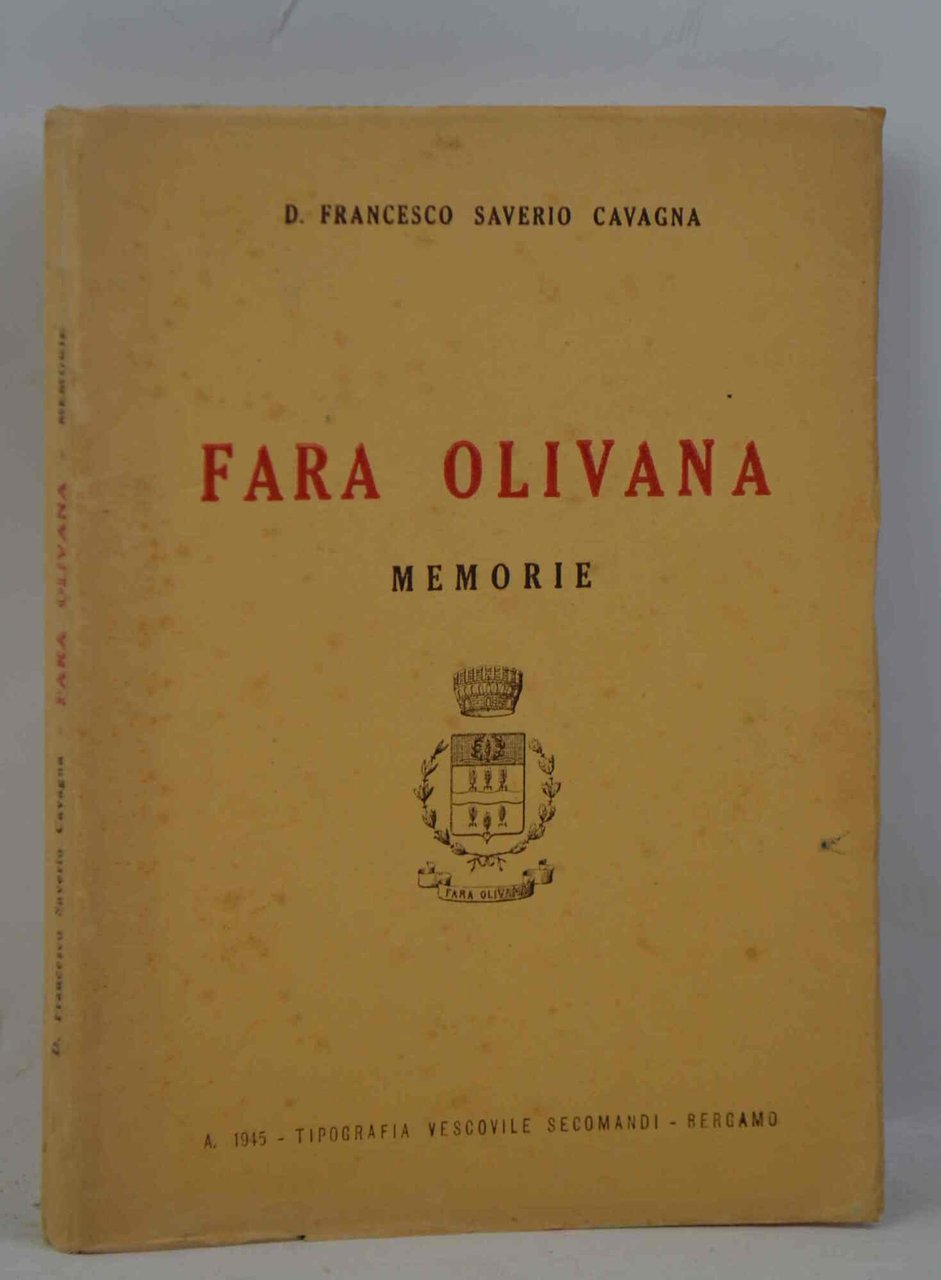 D. FRANCESCO SAVERIO CAVAGNA
FARA OLIVANA
MEMORIE
FARA OLIVANA
A. 1945 - TIPOGRAFIA VESCOVILE SECOMANDI - BERGAMO
D. Francesco Saverio Cavagna - FARA OLIVANA - MEMORIE